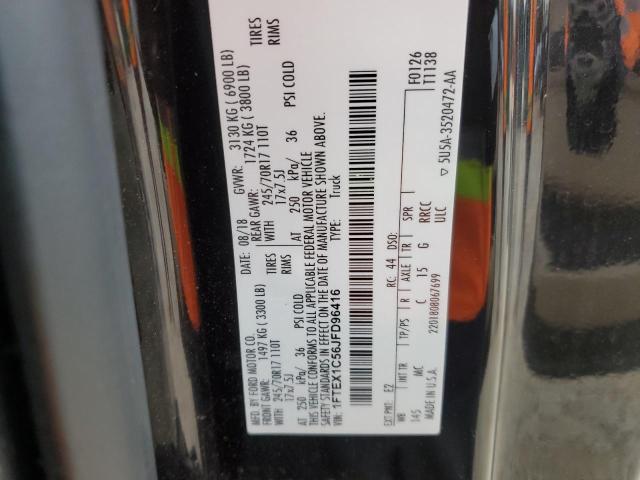 MFD. BY FORD MOTOR CO.
DATE: 08/18 GVWR: 3130 KG ( 6900 LB)
FRONT GAWR: 1497 KG ( 3300 LB) REAR GAWR: 1724 KG ( 3800 LB)
WITH 245/70R17 110T TIRES WITH 245/70R17 110T TIRES
17x7.5J RIMS 17x7.5J RIMS
AT 250 kPa/ 36 PSI COLD AT 250 kPa/ 36 PSI COLD
THIS VEHICLE CONFORMS TO ALL APPLICABLE FEDERAL MOTOR VEHICLE
SAFETY STANDARDS IN EFFECT ON THE DATE OF MANUFACTURE SHOWN ABOVE.
VIN: 1FTEX1C56JFD96416 TYPE: Truck
F0126
T1138
EXT PNT: E2 RC: 44 DSO:
WB INT TR TP/PS R AXLE TR SPR
145 MC C 15 G RRCC
ULC
MADE IN U.S.A. 2201808067699
▽ 5U5A-3520472-AA